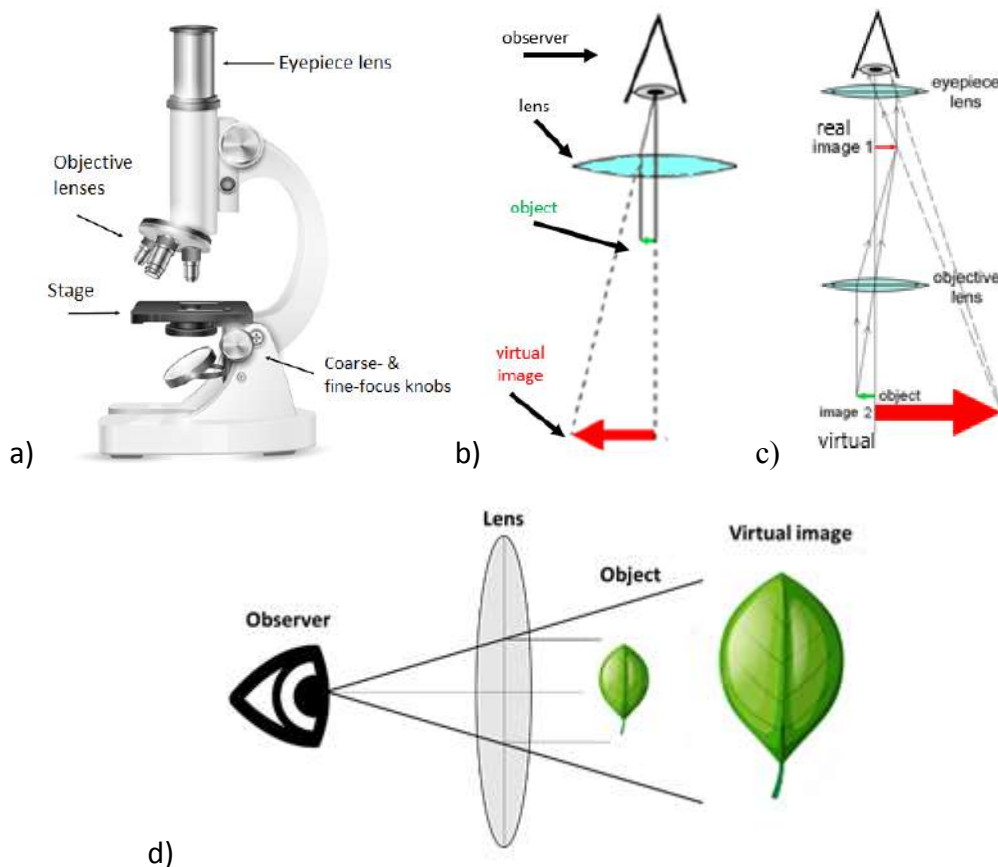 Eyepiece lens
Objective
lenses
Stage
Coarse- &
fine-focus knobs
a)
observer
lens
object
virtual
image
b)
eyepiece
lens
real
image 1
objective
lens
object
image 2
virtual
c)
Lens
Virtual image
Object
Observer
d)